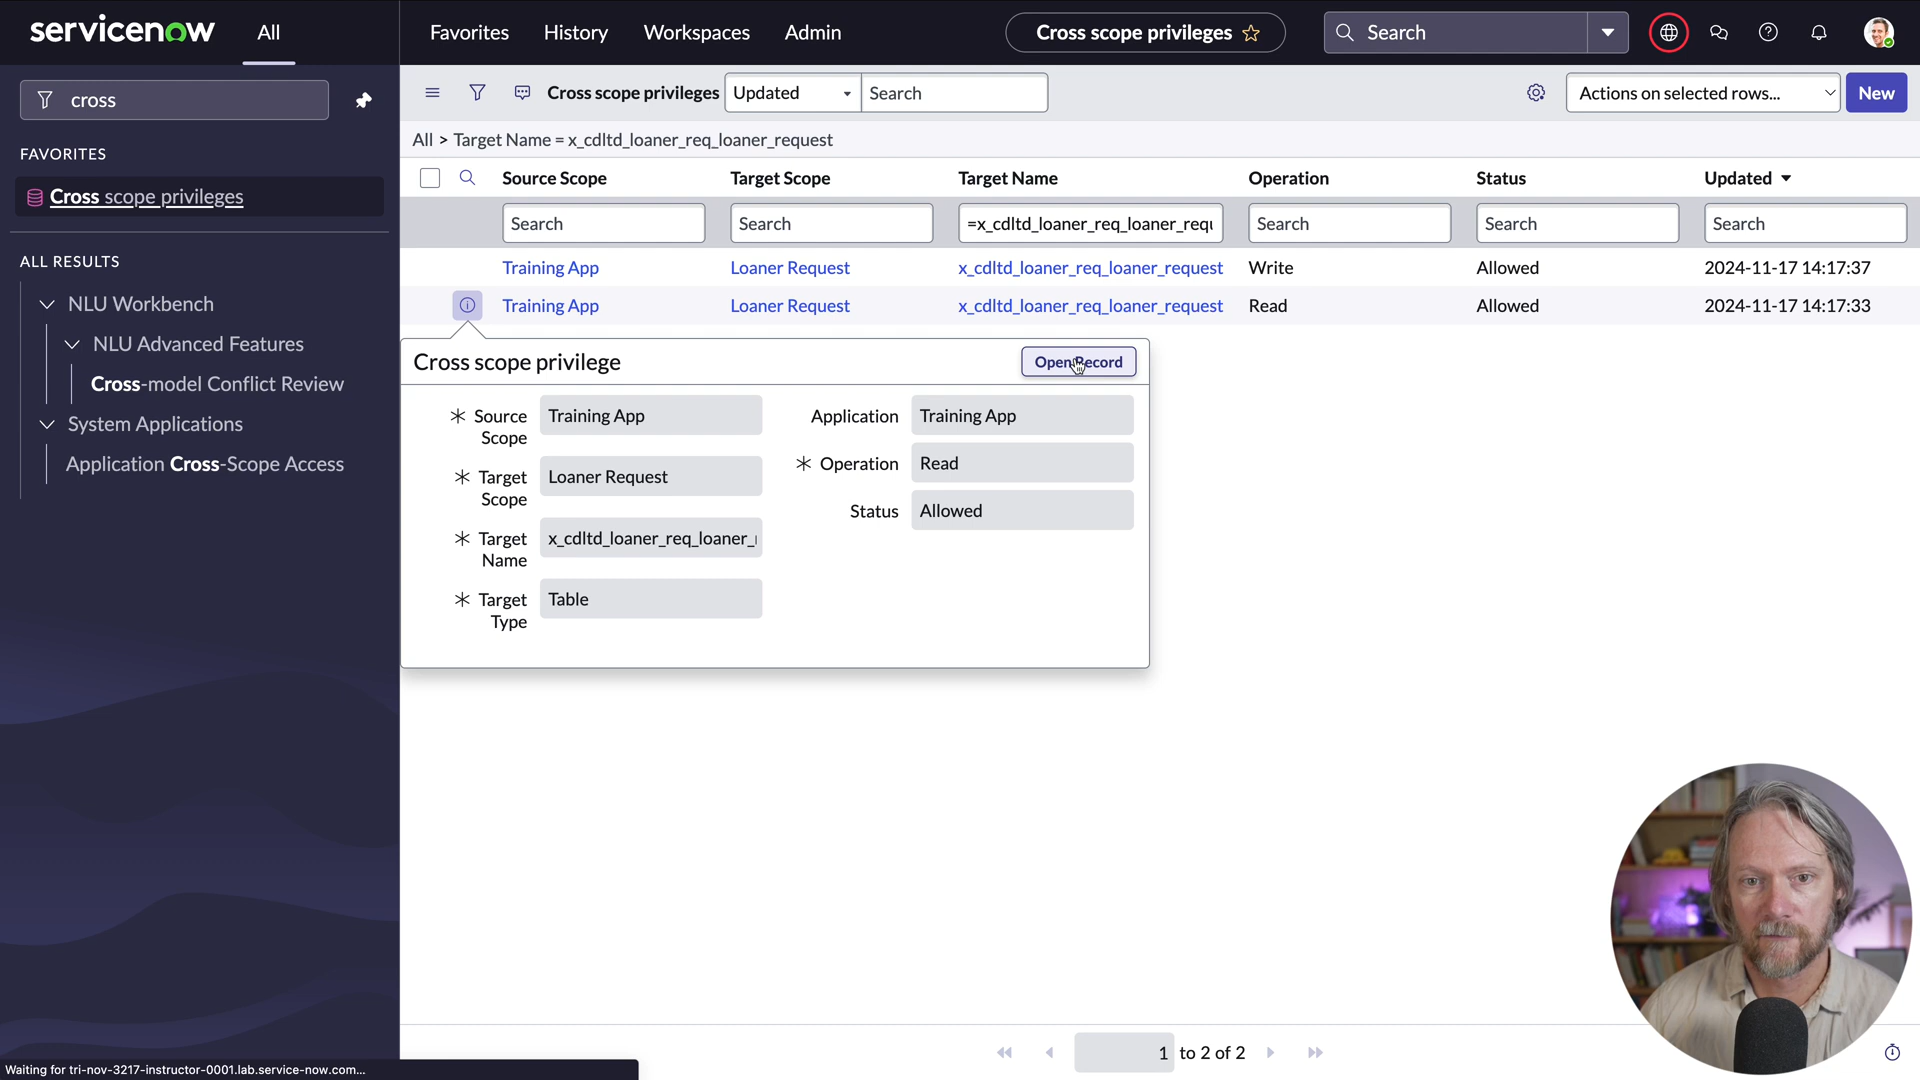 servicenow
All
Favorites
History
Workspaces
Admin
Cross scope privileges
Search
cross
FAVORITES
Cross scope privileges
ALL RESULTS
NLU Workbench
NLU Advanced Features
Cross-model Conflict Review
System Applications
Application Cross-Scope Access
Cross scope privileges
Updated
Search
Actions on selected rows...
New
All > Target Name = x_cdltd_loaner_req_loaner_request
Source Scope Target Scope Target Name Operation Status Updated
Search Search =x_cdltd_loaner_req_loaner_requ Search Search Search
Training App Loaner Request x_cdltd_loaner_req_loaner_request Write Allowed 2024-11-17 14:17:37
Training App Loaner Request x_cdltd_loaner_req_loaner_request Read Allowed 2024-11-17 14:17:33
Cross scope privilege
Open Record
Source Scope
Training App
Target Scope
Loaner Request
Target Name
x_cdltd_loaner_req_loaner_
Target Type
Table
Application
Training App
Operation
Read
Status
Allowed
1 to 2 of 2
Waiting for tri-nov-3217-instructor-0001.lab.service-now.com...